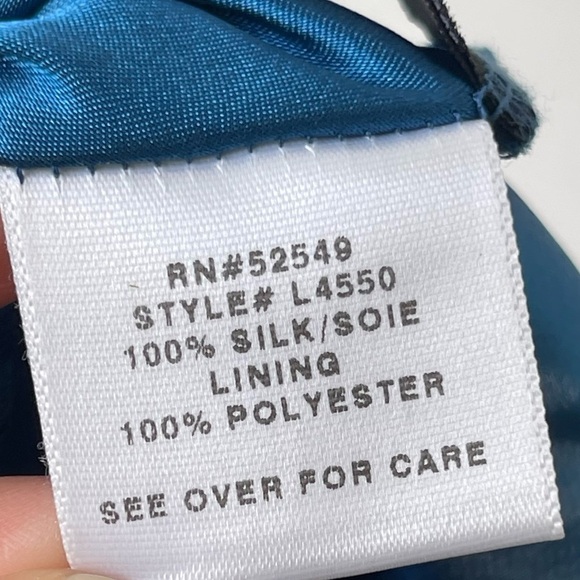 RN#52549
STYLE# L4550
100% SILK/SOIE
LINING
100% POLYESTER
SEE OVER FOR CARE